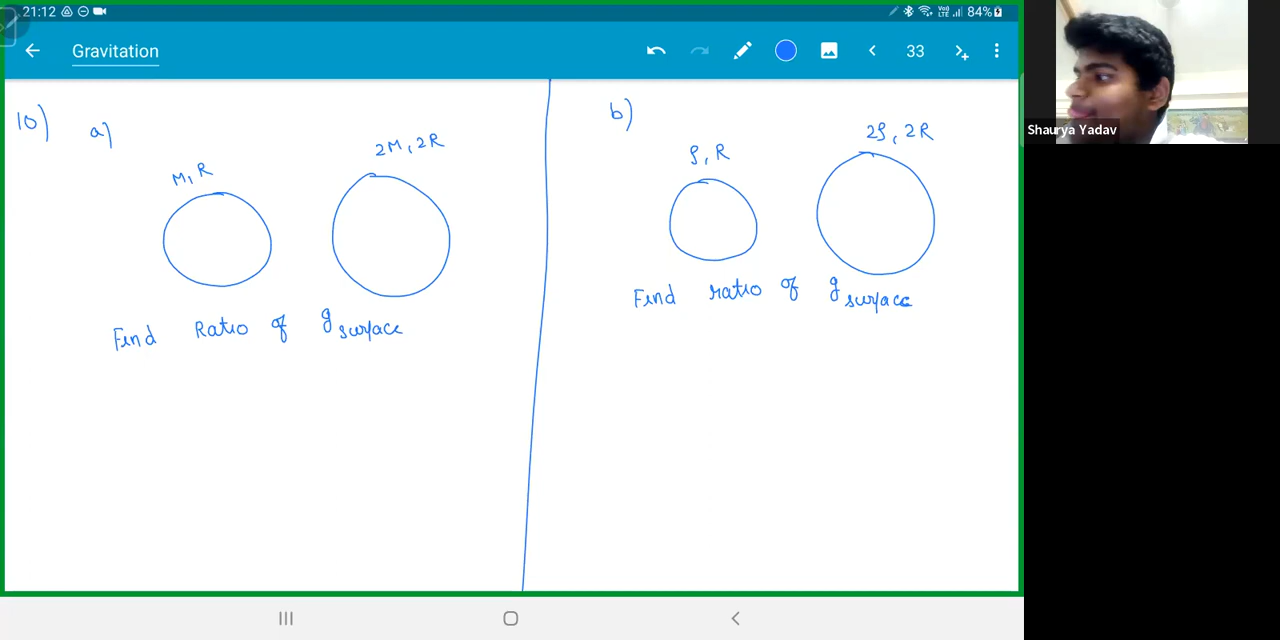 21:12
84%
Gravitation
33
10) a)
M, R
2M, 2R
Find Ratio of g surface
b)
ρ, R
2ρ, 2R
Find ratio of g surface
Shaurya Yadav